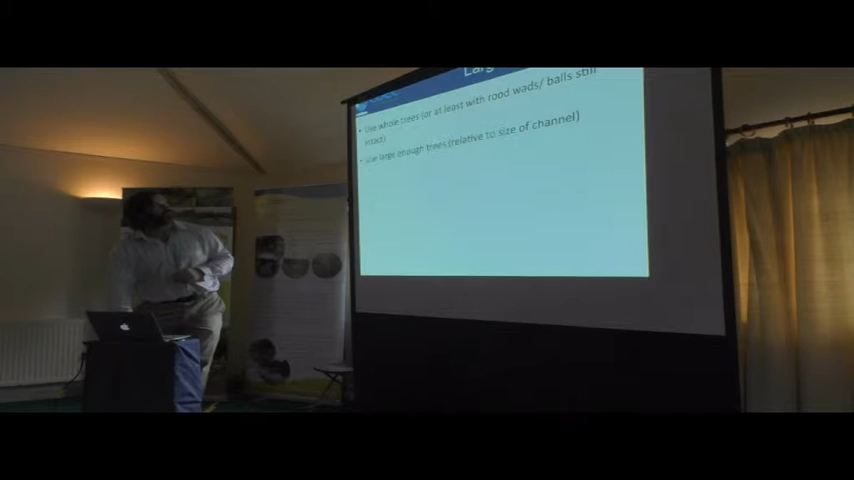 Larg
• Use whole trees (or at least with rood wads/ balls still
intact)
• Use large enough trees (relative to size of channel)